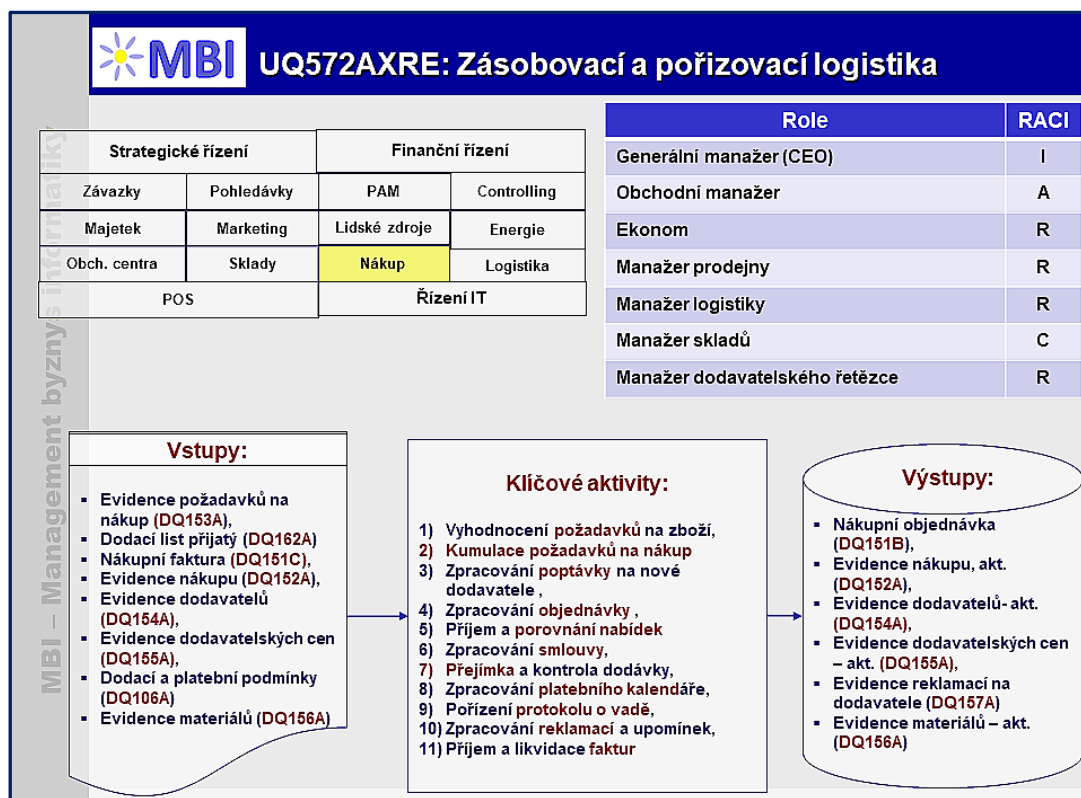 MBI
UQ572AXRE: Zásobovací a pořizovací logistika
MBI – Management byznys informatiky
Strategické řízení Finanční řízení
Závazky Pohledávky PAM Controlling
Majetek Marketing Lidské zdroje Energie
Obch. centra Sklady Nákup Logistika
POS Řízení IT
Role RACI
Generální manažer (CEO) I
Obchodní manažer A
Ekonom R
Manažer prodejny R
Manažer logistiky R
Manažer skladů C
Manažer dodavatelského řetězce R
Vstupy:
▪ Evidence požadavků na
nákup (DQ153A),
▪ Dodací list přijatý (DQ162A)
▪ Nákupní faktura (DQ151C),
▪ Evidence nákupu (DQ152A),
▪ Evidence dodavatelů
(DQ154A),
▪ Evidence dodavatelských cen
(DQ155A),
▪ Dodací a platební podmínky
(DQ106A)
▪ Evidence materiálů (DQ156A)
Klíčové aktivity:
1) Vyhodnocení požadavků na zboží,
2) Kumulace požadavků na nákup
3) Zpracování poptávky na nové
dodavatele ,
4) Zpracování objednávky ,
5) Příjem a porovnání nabídek
6) Zpracování smlouvy,
7) Přejímka a kontrola dodávky,
8) Zpracování platebního kalendáře,
9) Pořízení protokolu o vadě,
10) Zpracování reklamací a upomínek,
11) Příjem a likvidace faktur
Výstupy:
▪ Nákupní objednávka
(DQ151B),
▪ Evidence nákupu, akt.
(DQ152A),
▪ Evidence dodavatelů- akt.
(DQ154A),
▪ Evidence dodavatelských cen
– akt. (DQ155A),
▪ Evidence reklamací na
dodavatele (DQ157A)
▪ Evidence materiálů – akt.
(DQ156A)